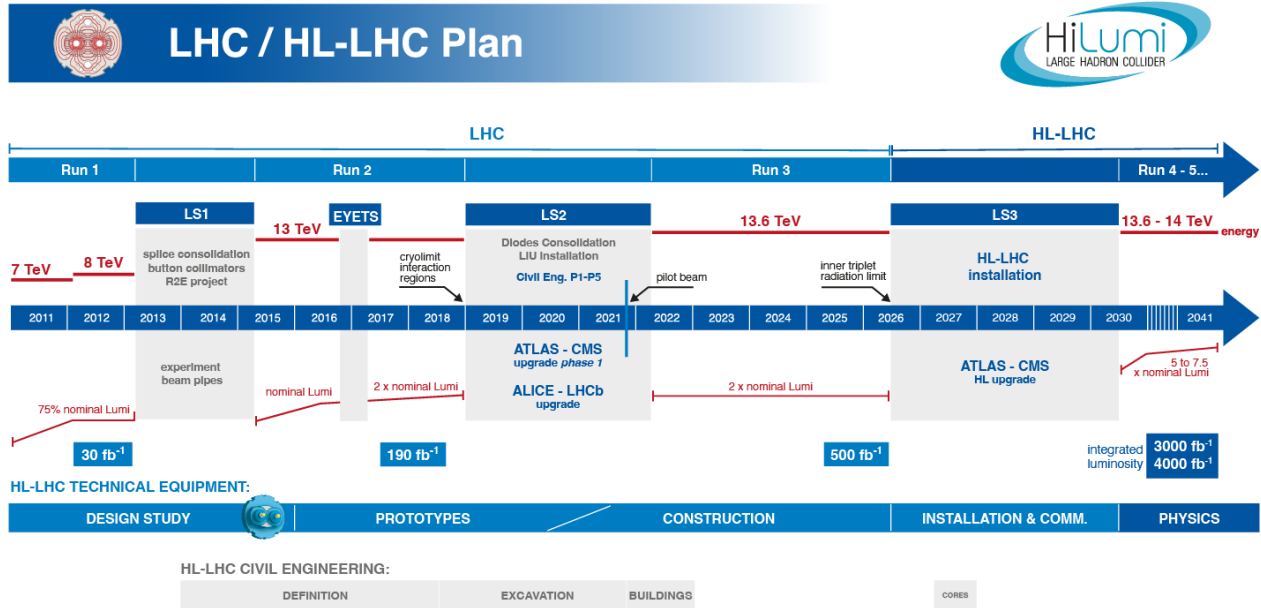 LHC / HL-LHC Plan
HiLumi
LARGE HADRON COLLIDER
LHC
HL-LHC
Run 1
Run 2
Run 3
Run 4 - 5...
LS1
EYETS
LS2
LS3
13 TeV
13.6 TeV
13.6 - 14 TeV
energy
7 TeV
8 TeV
splice consolidation
button collimators
R2E project
cryolimit
interaction
regions
Diodes Consolidation
LIU Installation
Civil Eng. P1-P5
pilot beam
inner triplet
radiation limit
HL-LHC
installation
2011 2012 2013 2014 2015 2016 2017 2018 2019 2020 2021 2022 2023 2024 2025 2026 2027 2028 2029 2030 2041
experiment
beam pipes
ATLAS - CMS
upgrade phase 1
ALICE - LHCb
upgrade
ATLAS - CMS
HL upgrade
5 to 7.5
x nominal Lumi
75% nominal Lumi
nominal Lumi
2 x nominal Lumi
2 x nominal Lumi
30 fb-1
190 fb-1
500 fb-1
integrated
luminosity
3000 fb-1
4000 fb-1
HL-LHC TECHNICAL EQUIPMENT:
DESIGN STUDY
PROTOTYPES
CONSTRUCTION
INSTALLATION & COMM.
PHYSICS
HL-LHC CIVIL ENGINEERING:
DEFINITION
EXCAVATION
BUILDINGS
CORES